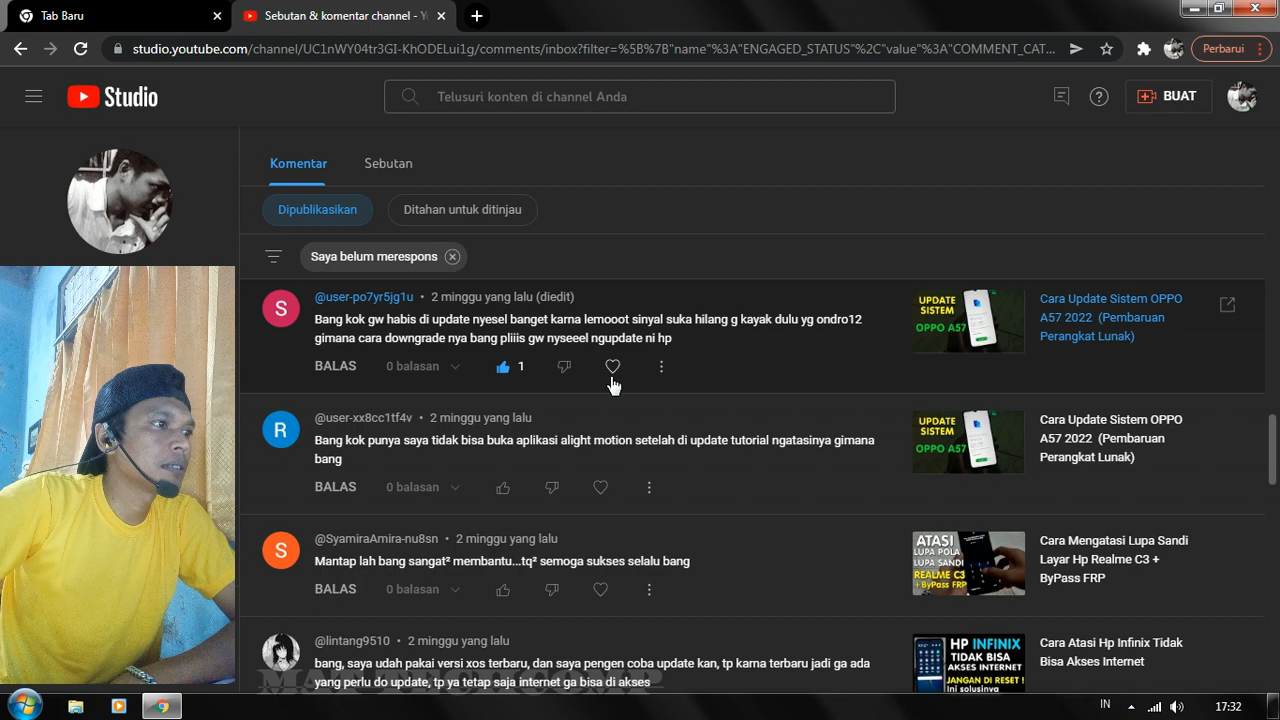 Tab Baru
Sebutan & komentar channel - Yo
studio.youtube.com/channel/UC1nWY04tr3GI-KhODELui1g/comments/inbox?filter=%5B%7B"name"%3A"ENGAGED_STATUS"%2C"value"%3A"COMMENT_CAT...
Perbarui
Studio
Telusuri konten di channel Anda
BUAT
Komentar
Sebutan
Dipublikasikan
Ditahan untuk ditinjau
Saya belum merespons
S
@user-po7yr5jg1u • 2 minggu yang lalu (diedit)
Bang kok gw habis di update nyesel banget karna lemooot sinyal suka hilang g kayak dulu yg ondro12
gimana cara dowgrade nya bang pliiis gw nyseeel ngupdate ni hp
BALAS
0 balasan
1
UPDATE
SISTEM
OPPO A57
Cara Update Sistem OPPO
A57 2022 (Pembaruan
Perangkat Lunak)
R
@user-xx8cc1tf4v • 2 minggu yang lalu
Bang kok punya saya tidak bisa buka aplikasi alight motion setelah di update tutorial ngatasinya gimana
bang
BALAS
0 balasan
UPDATE
SISTEM
OPPO A57
Cara Update Sistem OPPO
A57 2022 (Pembaruan
Perangkat Lunak)
S
@SyamiraAmira-nu8sn • 2 minggu yang lalu
Mantap lah bang sangat² membantu...tq² semoga sukses selalu bang
BALAS
0 balasan
ATASI
LUPA POLA
LUPA SANDI
REALME C3
+ByPass FRP
Cara Mengatasi Lupa Sandi
Layar Hp Realme C3 +
ByPass FRP
@lintang9510 • 2 minggu yang lalu
bang, saya udah pakai versi xos terbaru, dan saya pengen coba update kan, tp karna terbaru jadi ga ada
yang perlu do update, tp ya tetap saja internet ga bisa di akses
HP INFINIX
TIDAK BISA
AKSES INTERNET
JANGAN DI RESET !
Ini solusinya
Cara Atasi Hp Infinix Tidak
Bisa Akses Internet
IN
17:32